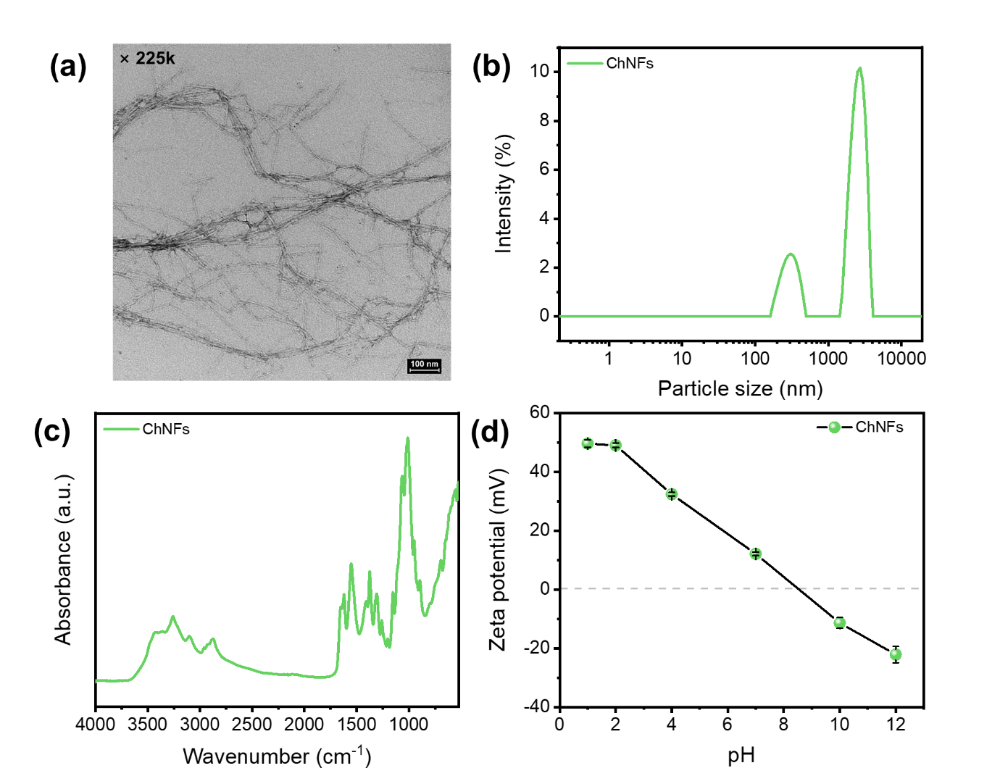 (a)
× 225k
100 nm
(b)
ChNFs
10
8
6
4
2
0
Intensity (%)
1 10 100 1000 10000
Particle size (nm)
(c)
ChNFs
Absorbance (a.u.)
4000 3500 3000 2500 2000 1500 1000
Wavenumber (cm⁻¹)
(d)
ChNFs
60
40
20
0
-20
-40
Zeta potential (mV)
0 2 4 6 8 10 12
pH